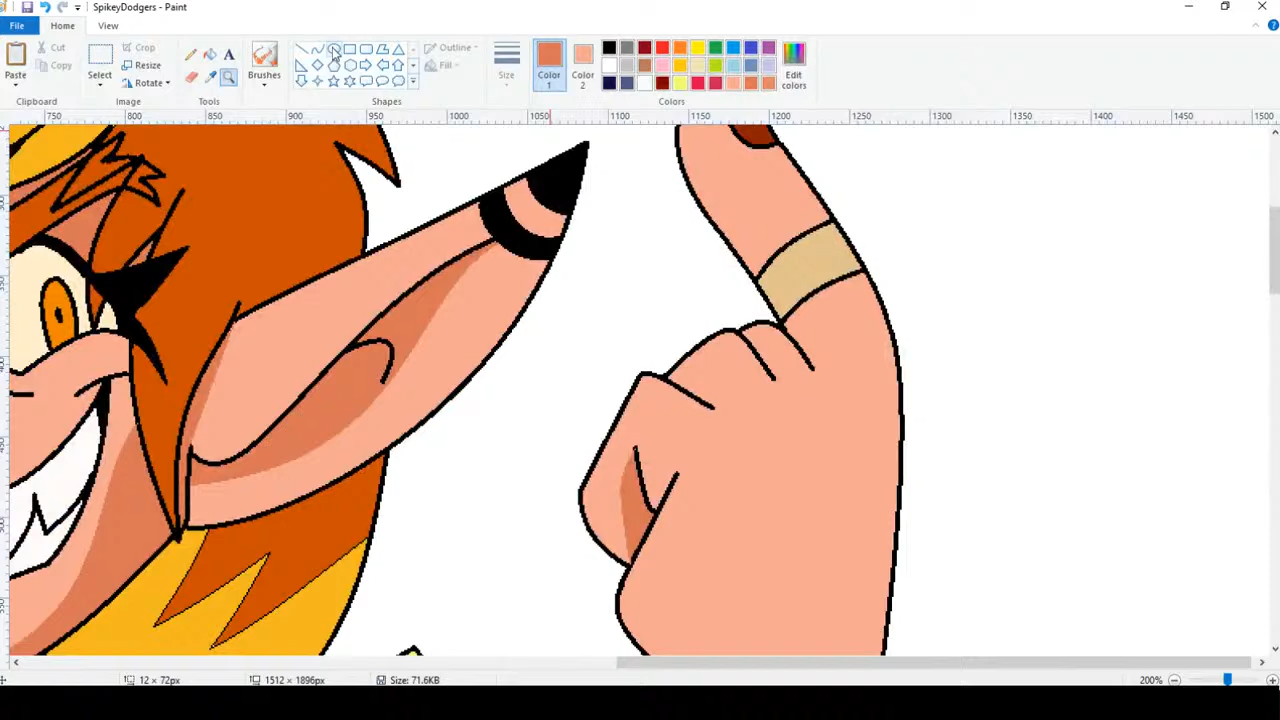 SpikeyDodgers - Paint
File Home View
Cut Crop Outline
Copy Resize Fill
Paste Select Rotate Brushes Size Color 1 Color 2 Edit colors
A
Clipboard Image Tools Shapes Colors
750 800 850 900 950 1000 1050 1100 1150 1200 1250 1300 1350 1400 1450 1500
12 × 72px 1512 × 1896px Size: 71.6KB 200%